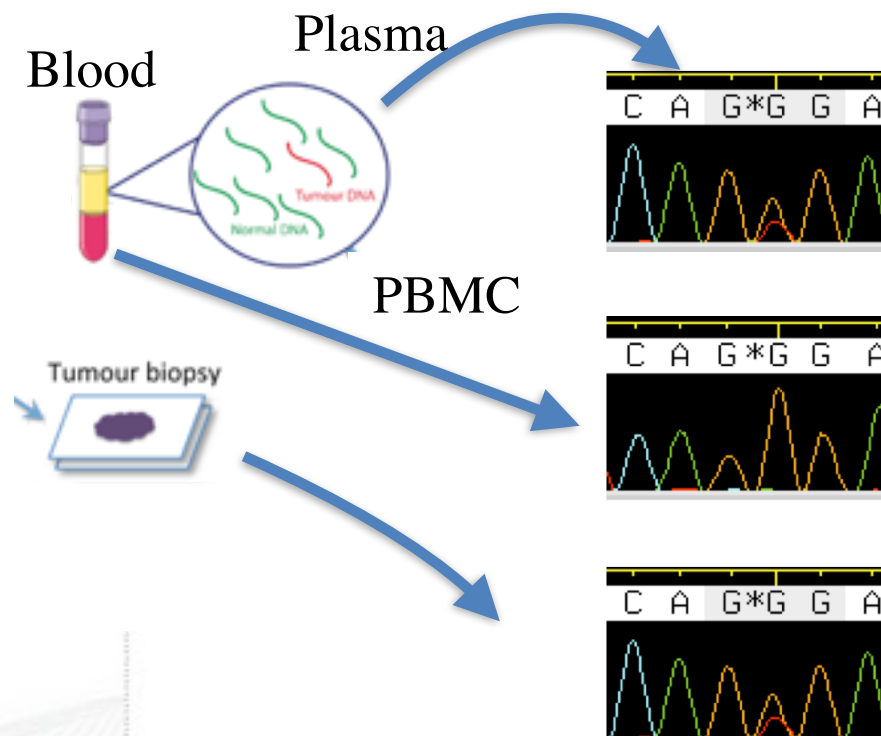 Plasma
Blood
Tumour DNA
Normal DNA
C A G*G G A
PBMC
C A G*G G A
Tumour biopsy
C A G*G G A